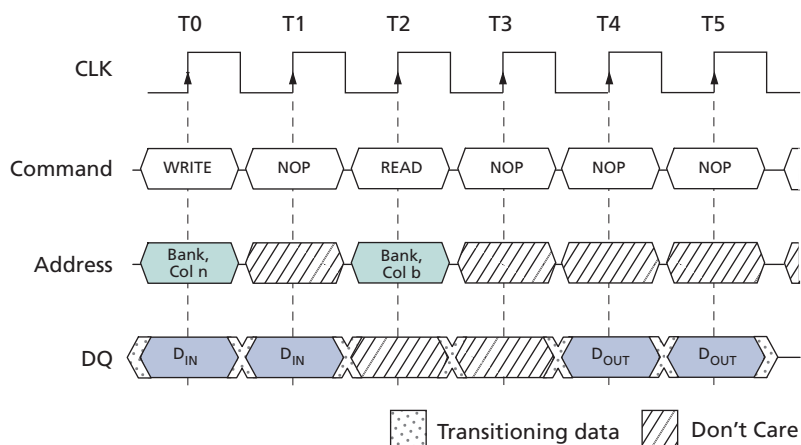 T0 T1 T2 T3 T4 T5
CLK
Command WRITE NOP READ NOP NOP NOP
Address Bank, Col n Bank, Col b
DQ DIN DIN DOUT DOUT
Transitioning data Don't Care